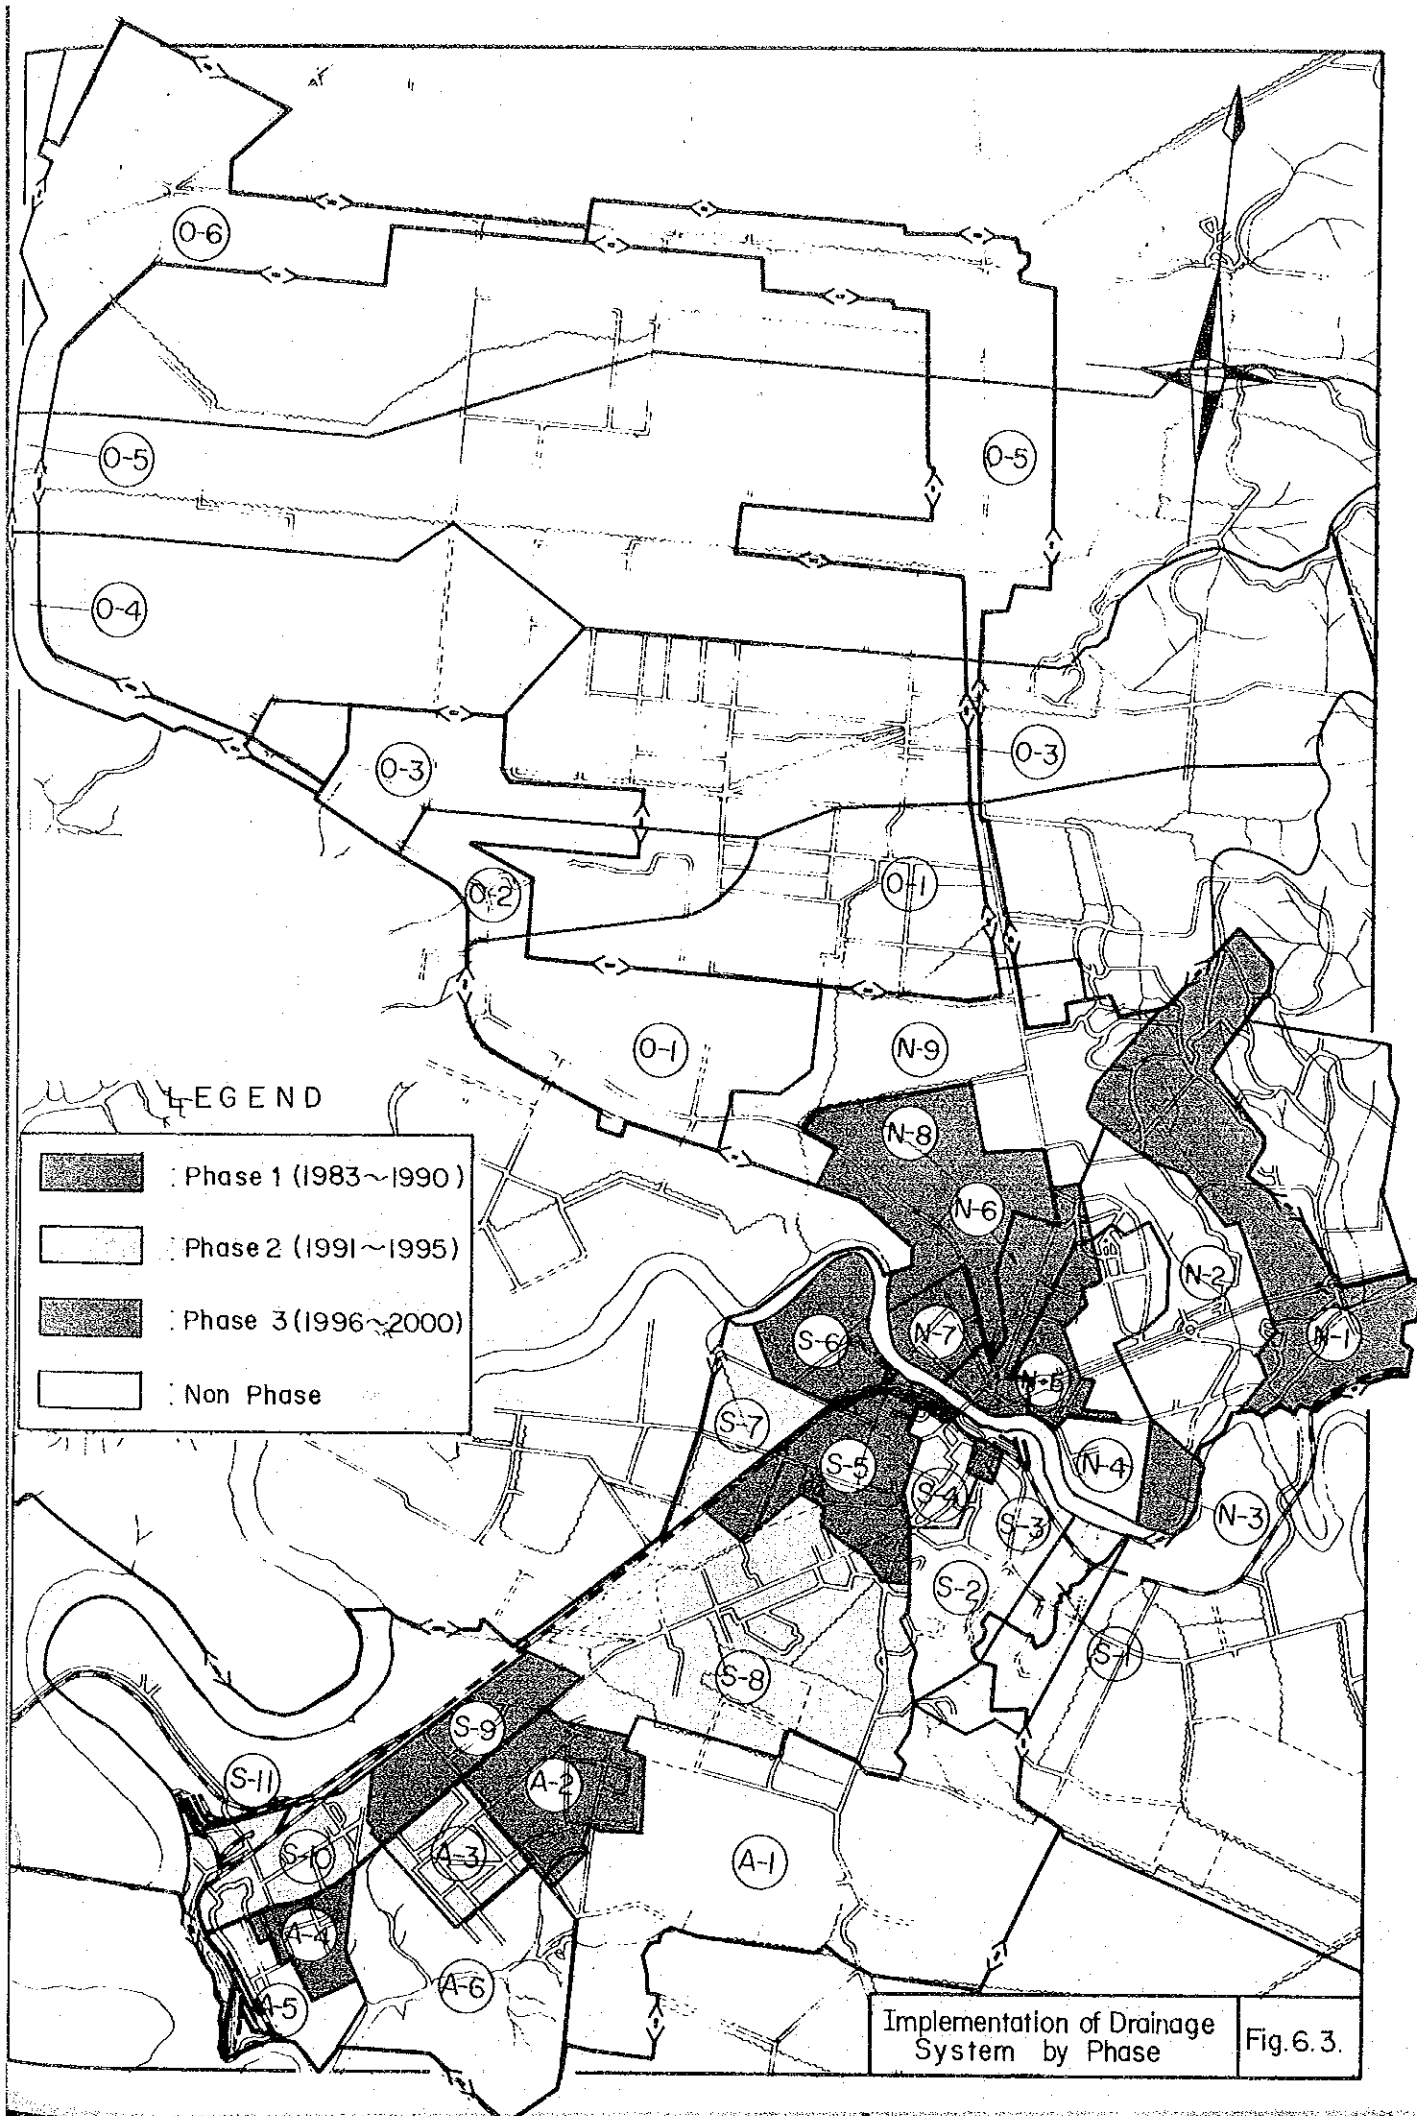 O-6
O-5
O-5
O-4
O-3
O-3
O-2
O-1
O-1
N-9
LEGEND
: Phase 1 (1983~1990)
: Phase 2 (1991~1995)
: Phase 3 (1996~2000)
: Non Phase
N-8
N-6
N-2
N-7
N-1
S-6
N-5
S-7
S-5
N-4
S-4
S-3
N-3
S-2
S-1
S-8
S-9
S-11
A-2
S-10
A-3
A-1
A-4
A-6
A-5
Implementation of Drainage
System by Phase
Fig. 6.3.